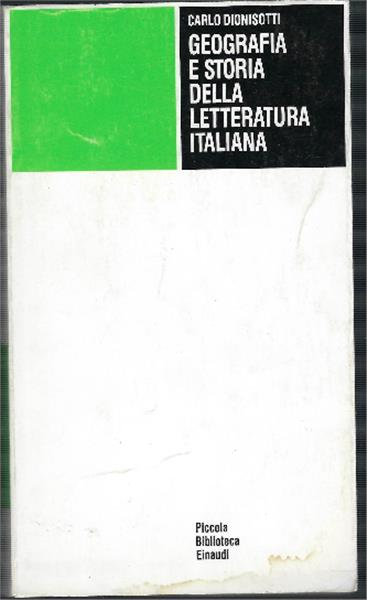 CARLO DIONISOTTI
GEOGRAFIA
E STORIA
DELLA
LETTERATURA
ITALIANA
Piccola
Biblioteca
Einaudi